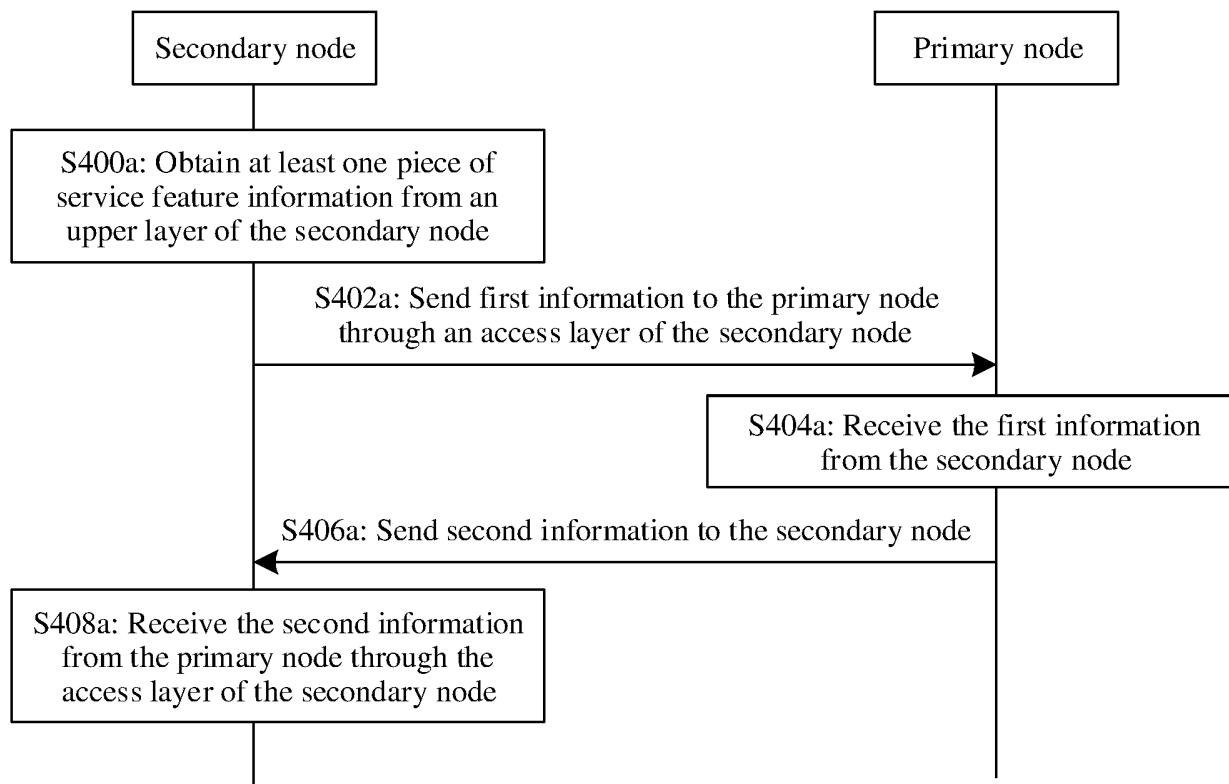 Secondary node
Primary node
S400a: Obtain at least one piece of
service feature information from an
upper layer of the secondary node
S402a: Send first information to the primary node
through an access layer of the secondary node
S404a: Receive the first information
from the secondary node
S406a: Send second information to the secondary node
S408a: Receive the second information
from the primary node through the
access layer of the secondary node